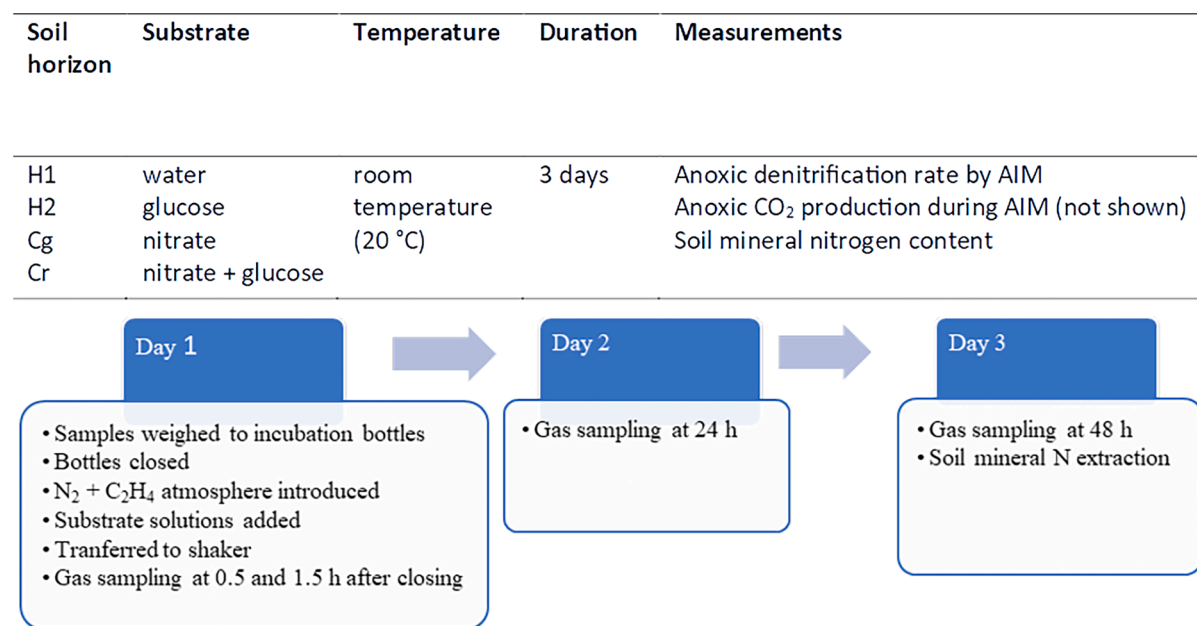 Soil horizon Substrate Temperature Duration Measurements
H1 water room 3 days Anoxic denitrification rate by AIM
H2 glucose temperature Anoxic CO₂ production during AIM (not shown)
Cg nitrate (20 °C) Soil mineral nitrogen content
Cr nitrate + glucose
Day 1
• Samples weighed to incubation bottles
• Bottles closed
• N₂ + C₂H₄ atmosphere introduced
• Substrate solutions added
• Tranferred to shaker
• Gas sampling at 0.5 and 1.5 h after closing
Day 2
• Gas sampling at 24 h
Day 3
• Gas sampling at 48 h
• Soil mineral N extraction